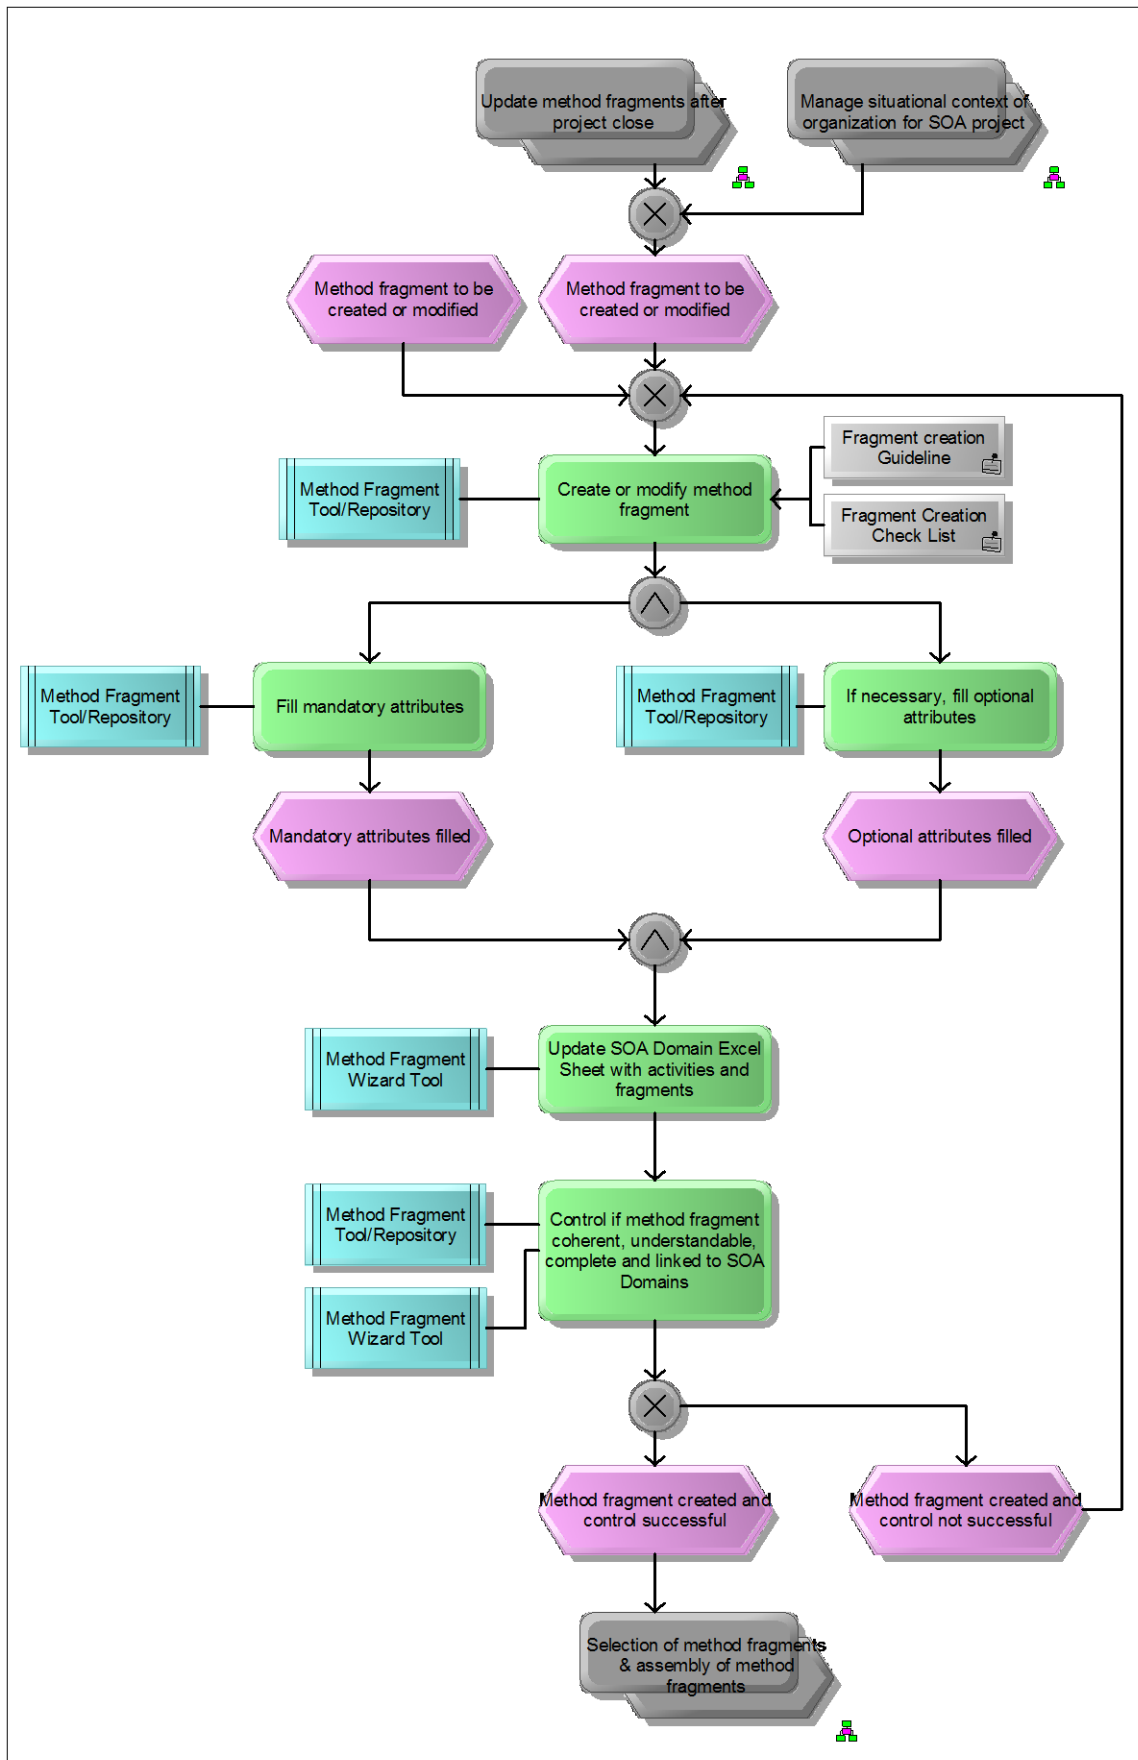 Update method fragments after
project close
Manage situational context of
organization for SOA project
Method fragment to be
created or modified
Method fragment to be
created or modified
Fragment creation
Guideline
Method Fragment
Tool/Repository
Create or modify method
fragment
Fragment Creation
Check List
Method Fragment
Tool/Repository
Fill mandatory attributes
Method Fragment
Tool/Repository
If necessary, fill optional
attributes
Mandatory attributes filled
Optional attributes filled
Method Fragment
Wizard Tool
Update SOA Domain Excel
Sheet with activities and
fragments
Method Fragment
Tool/Repository
Control if method fragment
coherent, understandable,
complete and linked to SOA
Domains
Method Fragment
Wizard Tool
Method fragment created and
control successful
Method fragment created and
control not successful
Selection of method fragments
& assembly of method
fragments